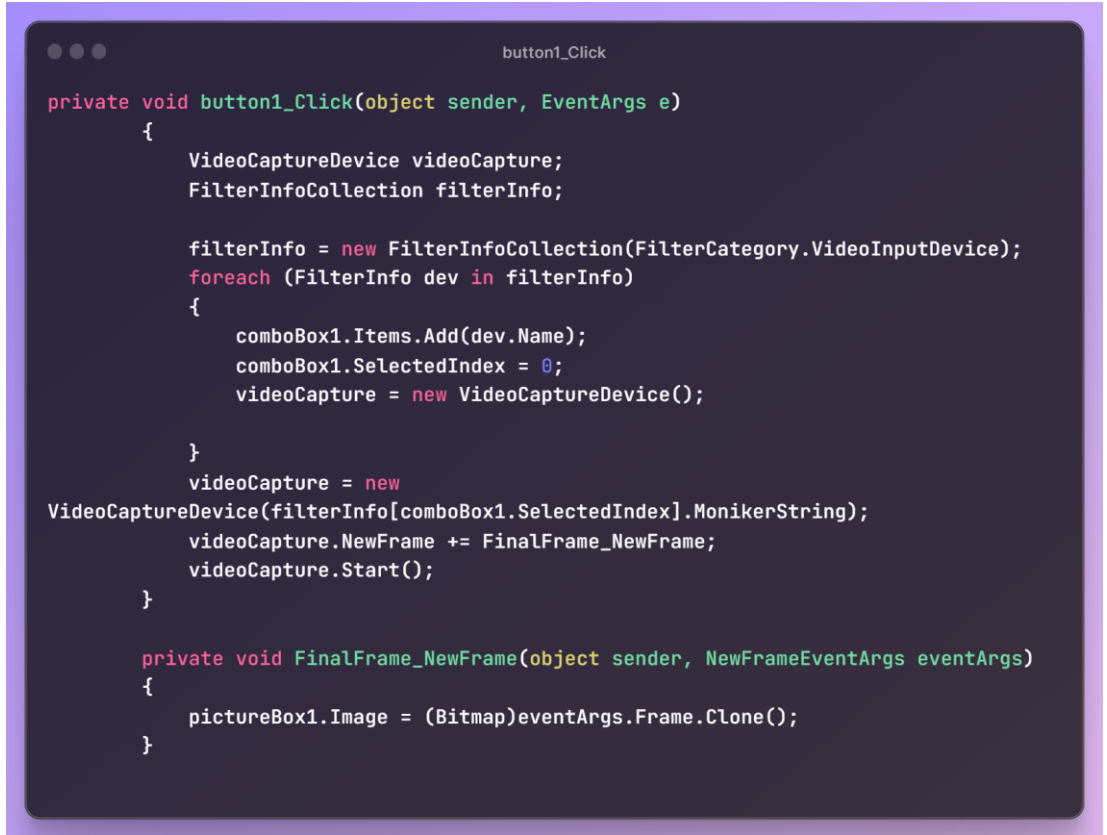 button1_Click
private void button1_Click(object sender, EventArgs e)
        {
            VideoCaptureDevice videoCapture;
            FilterInfoCollection filterInfo;

            filterInfo = new FilterInfoCollection(FilterCategory.VideoInputDevice);
            foreach (FilterInfo dev in filterInfo)
            {
                comboBox1.Items.Add(dev.Name);
                comboBox1.SelectedIndex = 0;
                videoCapture = new VideoCaptureDevice();

            }
            videoCapture = new
VideoCaptureDevice(filterInfo[comboBox1.SelectedIndex].MonikerString);
            videoCapture.NewFrame += FinalFrame_NewFrame;
            videoCapture.Start();
        }

        private void FinalFrame_NewFrame(object sender, NewFrameEventArgs eventArgs)
        {
            pictureBox1.Image = (Bitmap)eventArgs.Frame.Clone();
        }